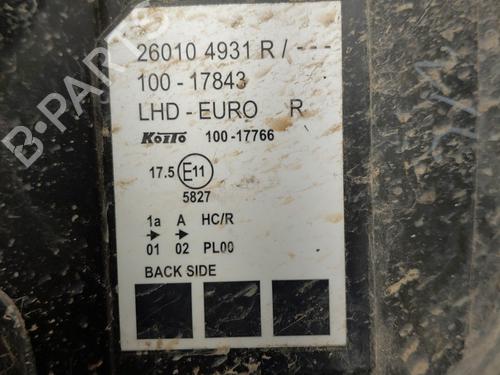 26010 4931 R / ---
100 - 17843
LHD - EURO R
KOITO 100-17766
17.5 E11
5827
1a A HC/R
01 02 PL00
BACK SIDE
B-PARTS